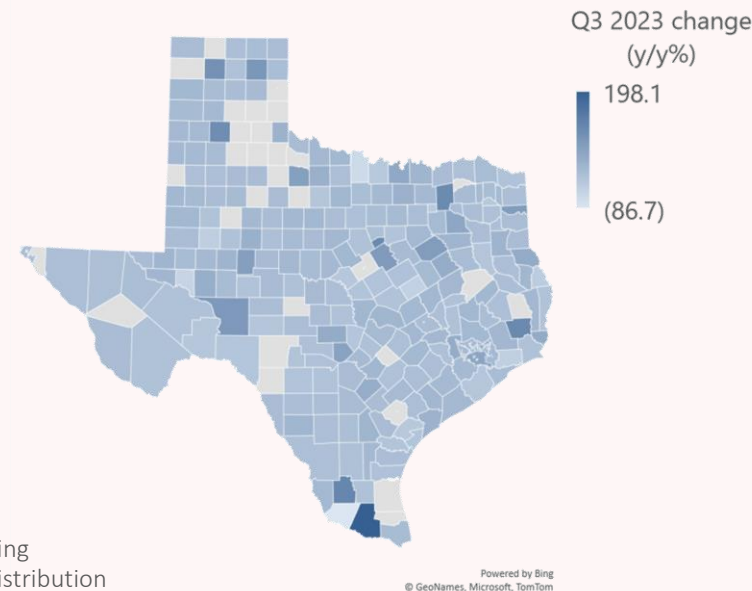 Q3 2023 change
(y/y%)
198.1
(86.7)
ing
istribution
Powered by Bing
© GeoNames, Microsoft, TomTom